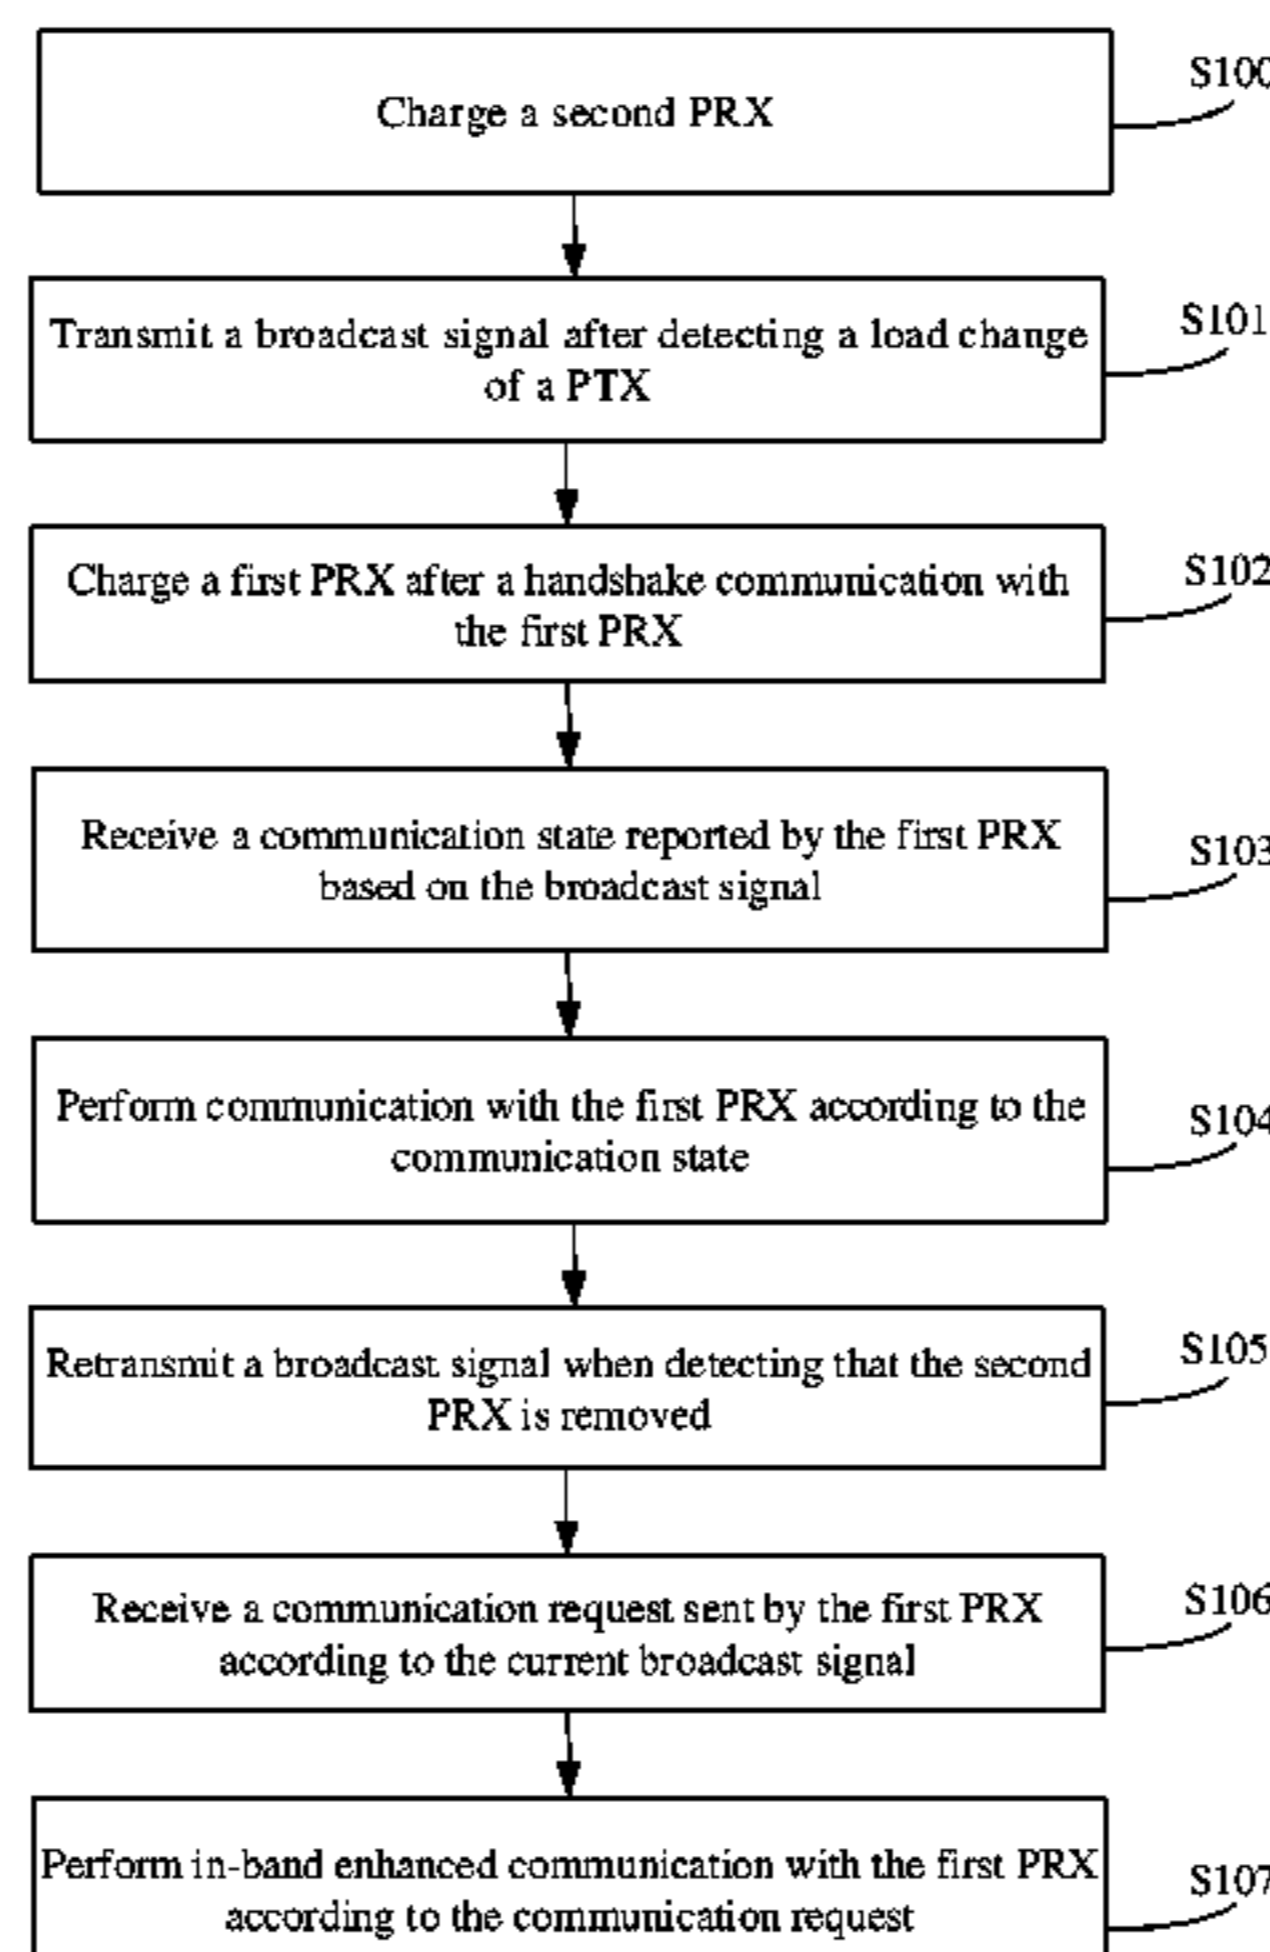 Charge a second PRX
S100
Transmit a broadcast signal after detecting a load change
of a PTX
S101
Charge a first PRX after a handshake communication with
the first PRX
S102
Receive a communication state reported by the first PRX
based on the broadcast signal
S103
Perform communication with the first PRX according to the
communication state
S104
Retransmit a broadcast signal when detecting that the second
PRX is removed
S105
Receive a communication request sent by the first PRX
according to the current broadcast signal
S106
Perform in-band enhanced communication with the first PRX
according to the communication request
S107